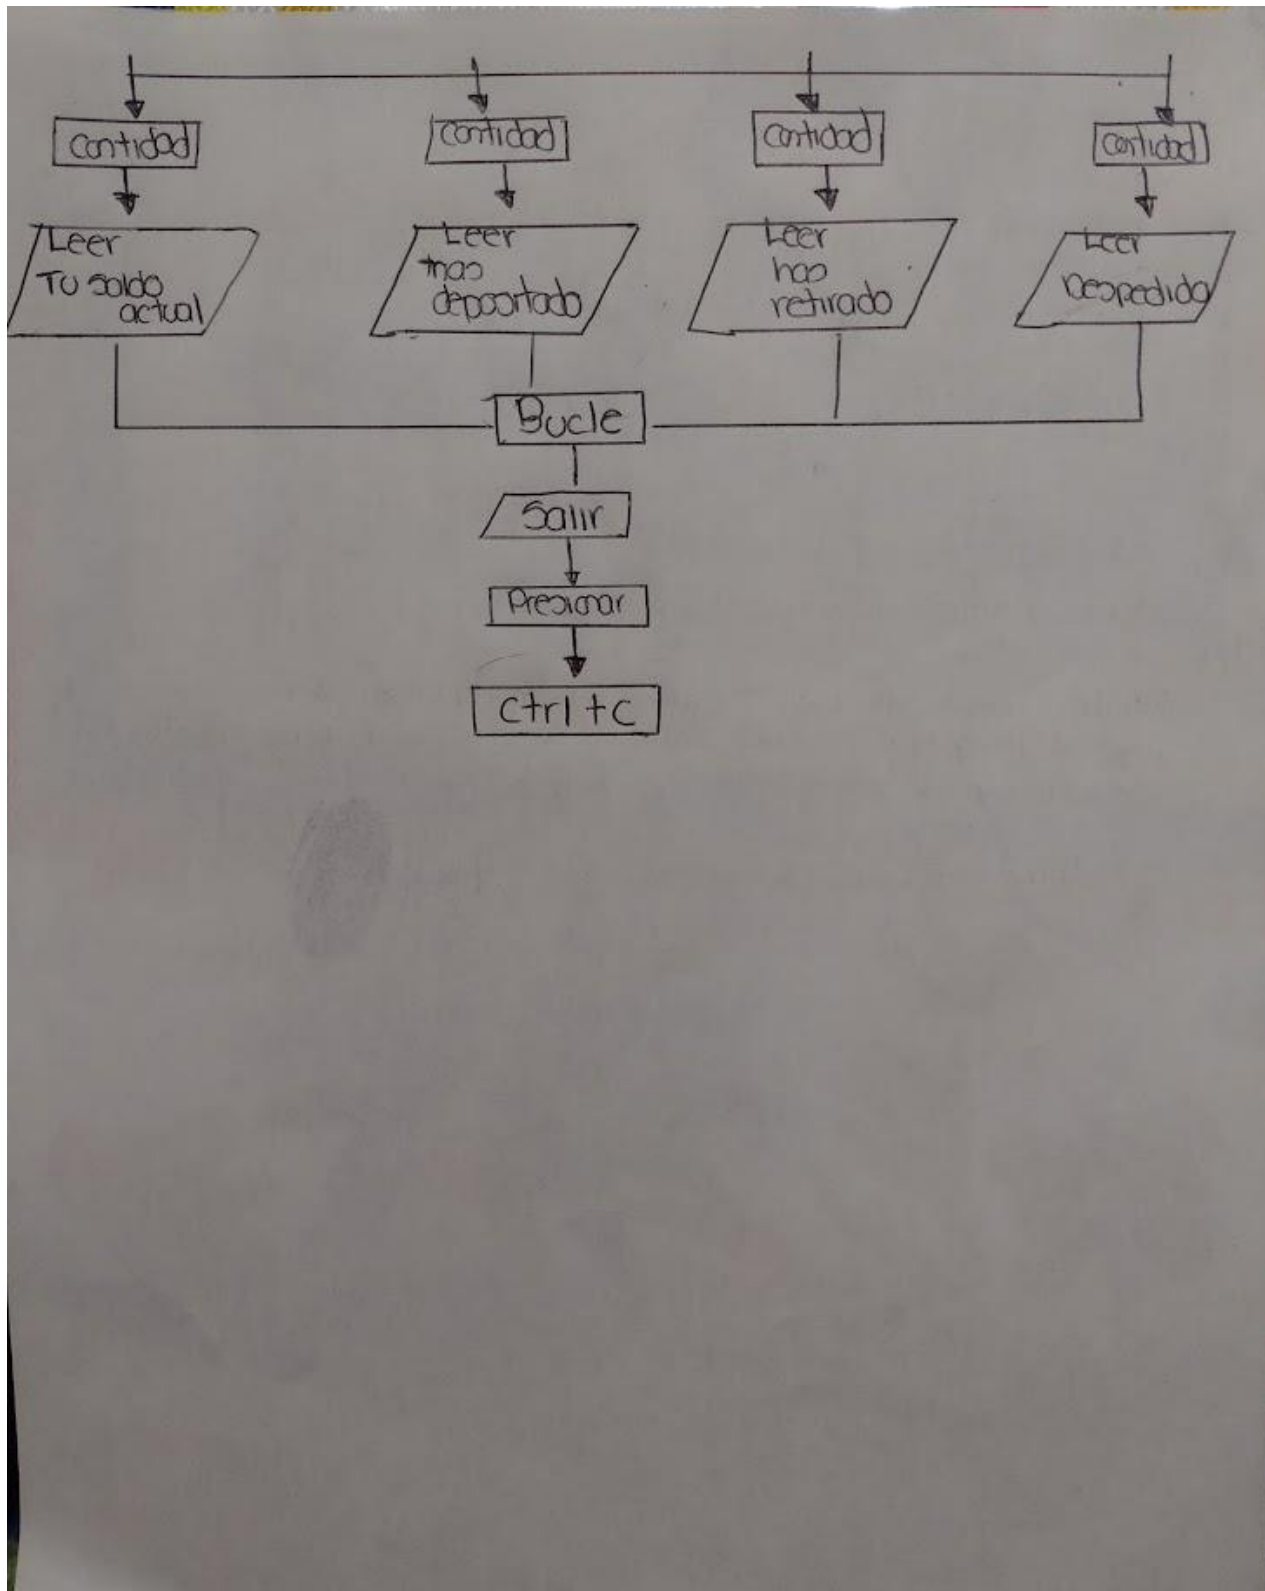 Cantidad
Cantidad
Cantidad
Cantidad
Leer
Tu saldo
actual
Leer
has
depositado
Leer
has
retirado
Leer
Despedida
Bucle
Salir
Presionar
Ctrl+C